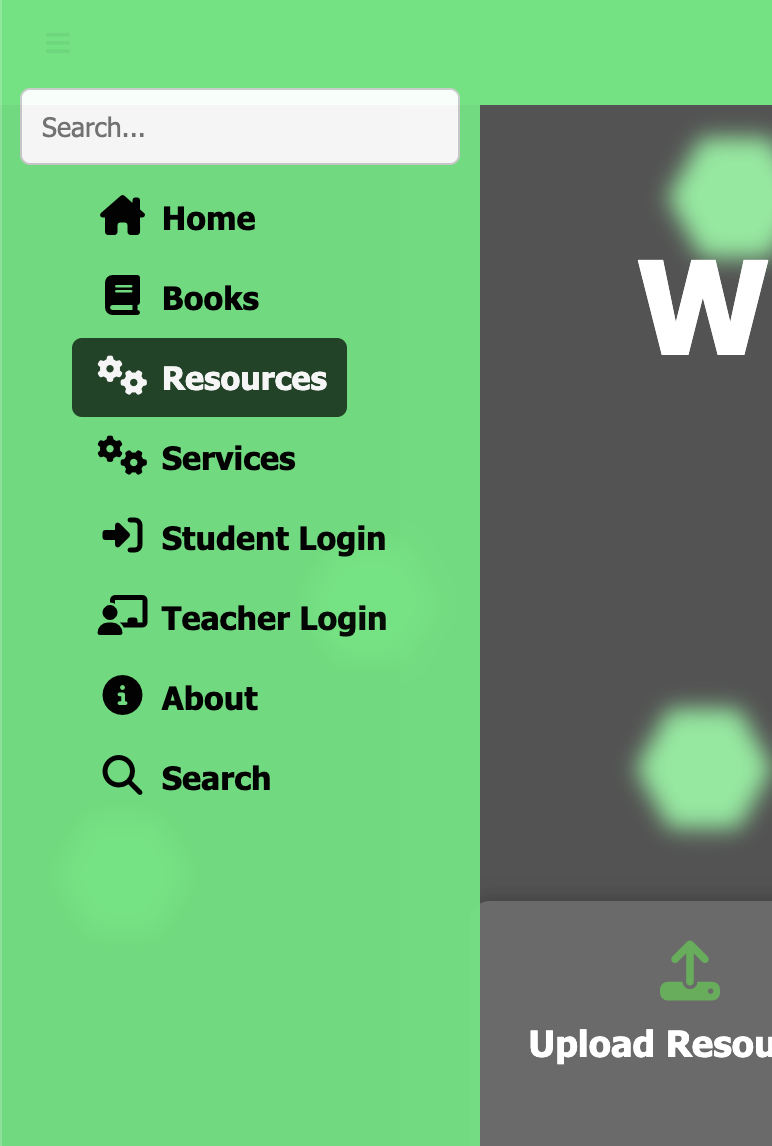 Search...
Home
Books
Resources
Services
Student Login
Teacher Login
About
Search
W
Upload Resou